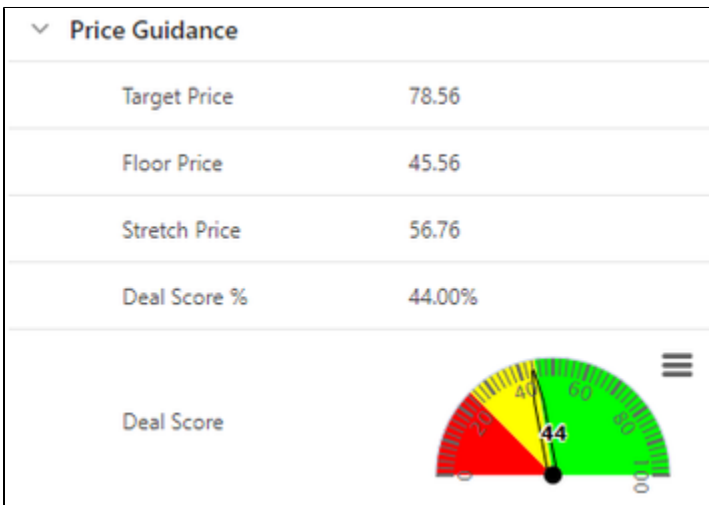 Price Guidance
Target Price 78.56
Floor Price 45.56
Stretch Price 56.76
Deal Score % 44.00%
Deal Score
0 20 40 60 80 100
44